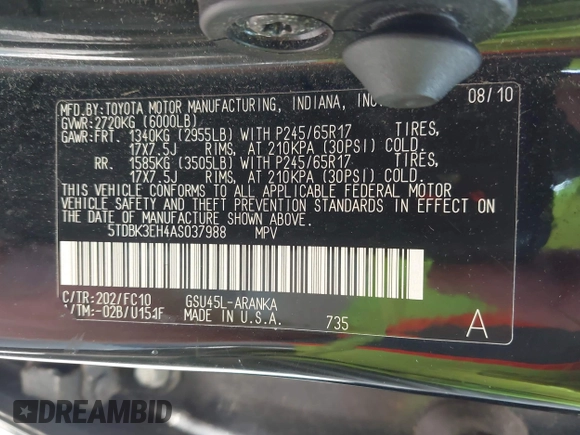 MFD. BY:TOYOTA MOTOR MANUFACTURING, INDIANA, INC. 08/10
GVWR:2720KG (6000LB)
GAWR:FRT. 1340KG (2955LB) WITH P245/65R17 TIRES,
17X7.5J RIMS, AT 210KPA (30PSI) COLD.
RR. 1585KG (3505LB) WITH P245/65R17 TIRES,
17X7.5J RIMS, AT 210KPA (30PSI) COLD.
THIS VEHICLE CONFORMS TO ALL APPLICABLE FEDERAL MOTOR
VEHICLE SAFETY AND THEFT PREVENTION STANDARDS IN EFFECT ON
THE DATE OF MANUFACTURE SHOWN ABOVE.
5TDBK3EH4AS037988 MPV
C/TR:202/FC10 GSU45L-ARANKA
/TM:-02B/U151F MADE IN U.S.A. 735 A
DREAMBID